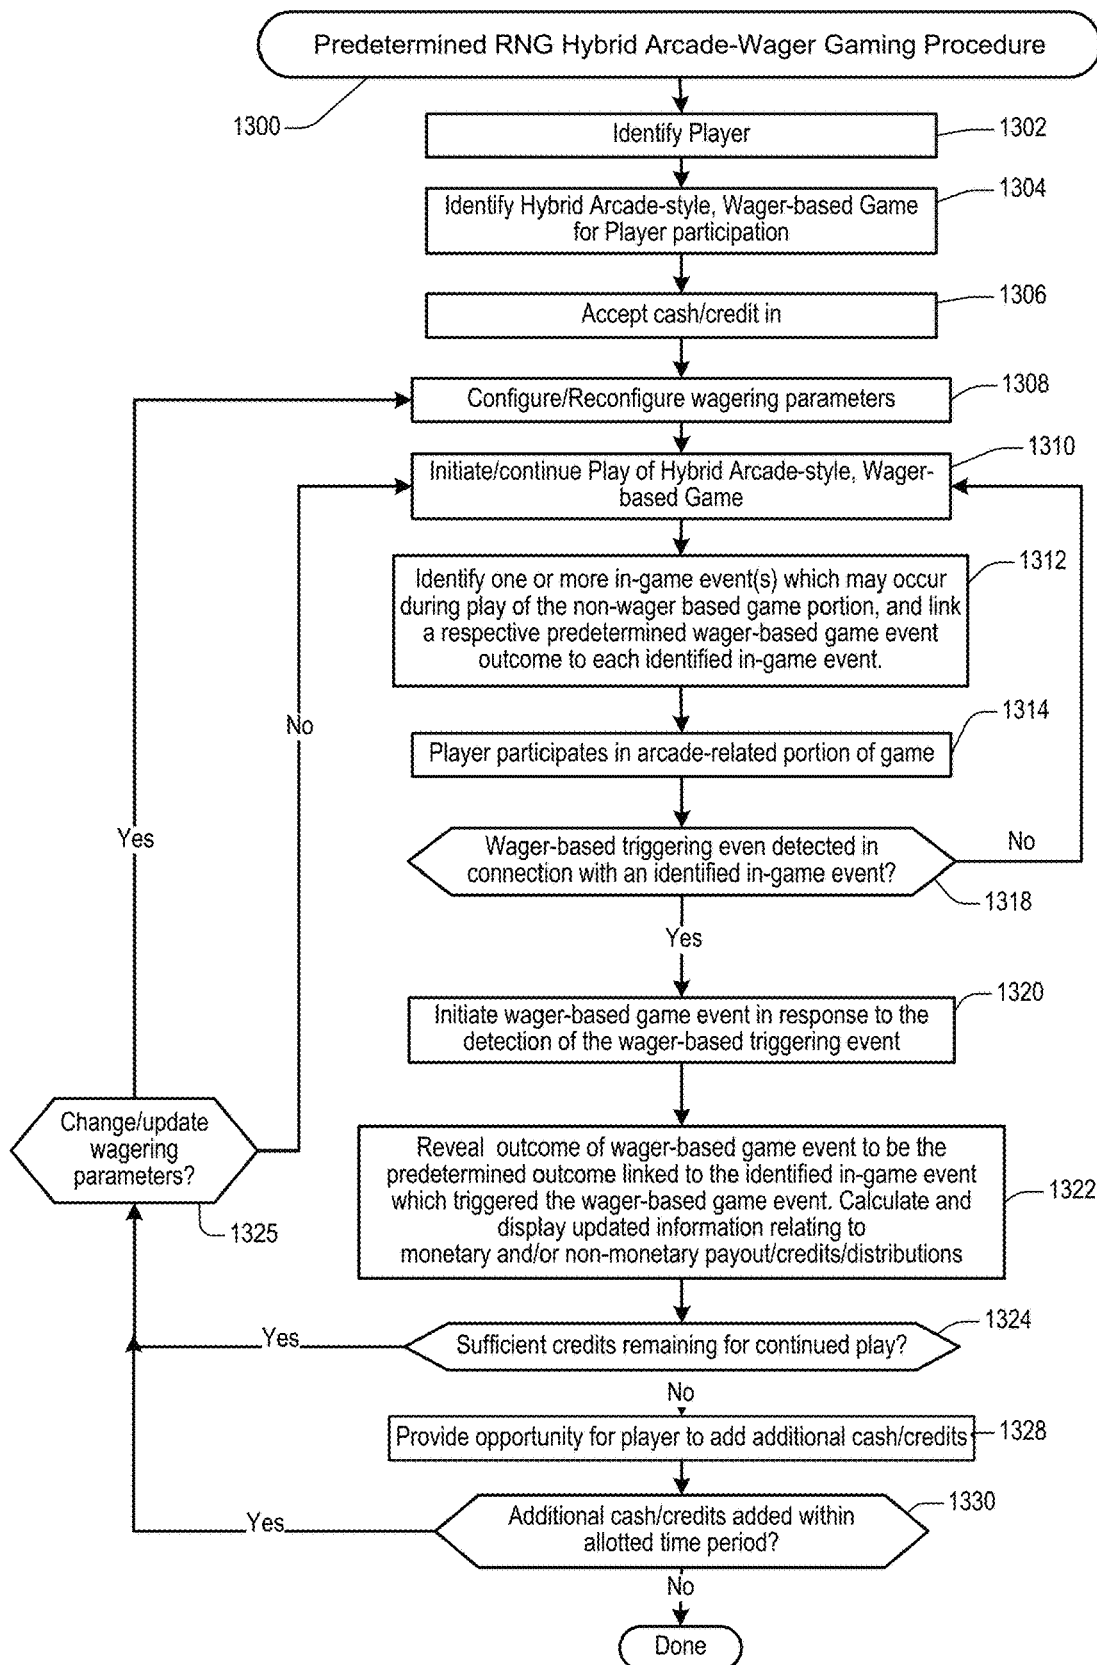 Predetermined RNG Hybrid Arcade-Wager Gaming Procedure
1300
Identify Player
1302
Identify Hybrid Arcade-style, Wager-based Game
for Player participation
1304
Accept cash/credit in
1306
Configure/Reconfigure wagering parameters
1308
Initiate/continue Play of Hybrid Arcade-style, Wager-
based Game
1310
Identify one or more in-game event(s) which may occur
during play of the non-wager based game portion, and link
a respective predetermined wager-based game event
outcome to each identified in-game event.
1312
No
Player participates in arcade-related portion of game
1314
Yes
Wager-based triggering even detected in
connection with an identified in-game event?
No
1318
Yes
Initiate wager-based game event in response to the
detection of the wager-based triggering event
1320
Change/update
wagering
parameters?
1325
Reveal outcome of wager-based game event to be the
predetermined outcome linked to the identified in-game event
which triggered the wager-based game event. Calculate and
display updated information relating to
monetary and/or non-monetary payout/credits/distributions
1322
Yes
Sufficient credits remaining for continued play?
1324
No
Provide opportunity for player to add additional cash/credits
1328
Yes
Additional cash/credits added within
allotted time period?
1330
No
Done